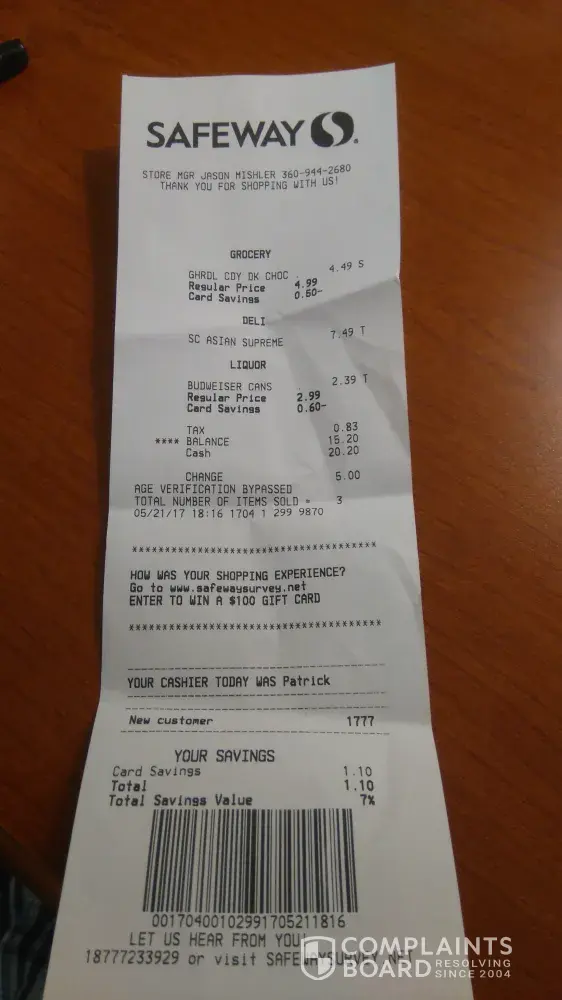 SAFEWAY
STORE MGR JASON MISHLER 360-944-2680
THANK YOU FOR SHOPPING WITH US!
GROCERY
GHRDL CDY DK CHOC . 4.49 S
Regular Price 4.99
Card Savings 0.50-
DELI
SC ASIAN SUPREME 7.49 T
LIQUOR
BUDWEISER CANS . 2.39 T
Regular Price 2.99
Card Savings 0.60-
TAX 0.83
**** BALANCE 15.20
Cash 20.20
CHANGE 5.00
AGE VERIFICATION BYPASSED
TOTAL NUMBER OF ITEMS SOLD = 3
05/21/17 18:16 1704 1 299 9870
****************************************
HOW WAS YOUR SHOPPING EXPERIENCE?
Go to www.safewaysurvey.net
ENTER TO WIN A $100 GIFT CARD
****************************************
YOUR CASHIER TODAY WAS Patrick
New customer 1777
YOUR SAVINGS
Card Savings 1.10
Total 1.10
Total Savings Value 7%
00170400102991705211816
LET US HEAR FROM YOU!
18777233929 or visit SAFEWAYSURVEY.NET
COMPLAINTS
BOARD RESOLVING
SINCE 2004